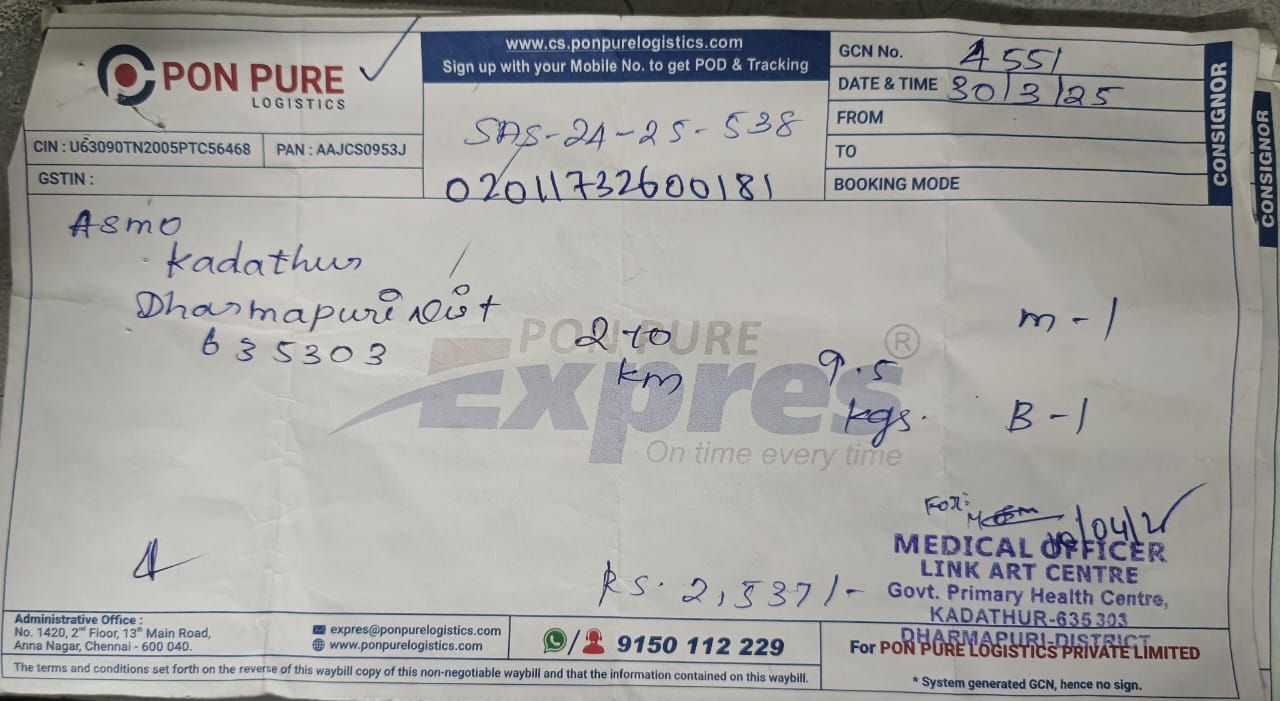 PON PURE
LOGISTICS
CIN : U63090TN2005PTC56468
PAN : AAJCS0953J
GSTIN :
www.cs.ponpurelogistics.com
Sign up with your Mobile No. to get POD & Tracking
SAS-24-25-538
02011732600181
GCN No. 4551
DATE & TIME 30/3/25
FROM
TO
BOOKING MODE
CONSIGNOR
CONSIGNOR
ASMO
Kadathur
Dharmapuri Dist
635303
2 to
km
9.5
kgs.
M-1
B-1
PON PURE
Expres ®
On time every time
For:
/04/2
MEDICAL OFFICER
LINK ART CENTRE
Govt. Primary Health Centre,
KADATHUR-635 303
DHARMAPURI-DISTRICT
Rs. 2,537/-
Administrative Office :
No. 1420, 2nd Floor, 13th Main Road,
Anna Nagar, Chennai - 600 040.
expres@ponpurelogistics.com
www.ponpurelogistics.com
9150 112 229
For PON PURE LOGISTICS PRIVATE LIMITED
* System generated GCN, hence no sign.
The terms and conditions set forth on the reverse of this waybill copy of this non-negotiable waybill and that the information contained on this waybill.